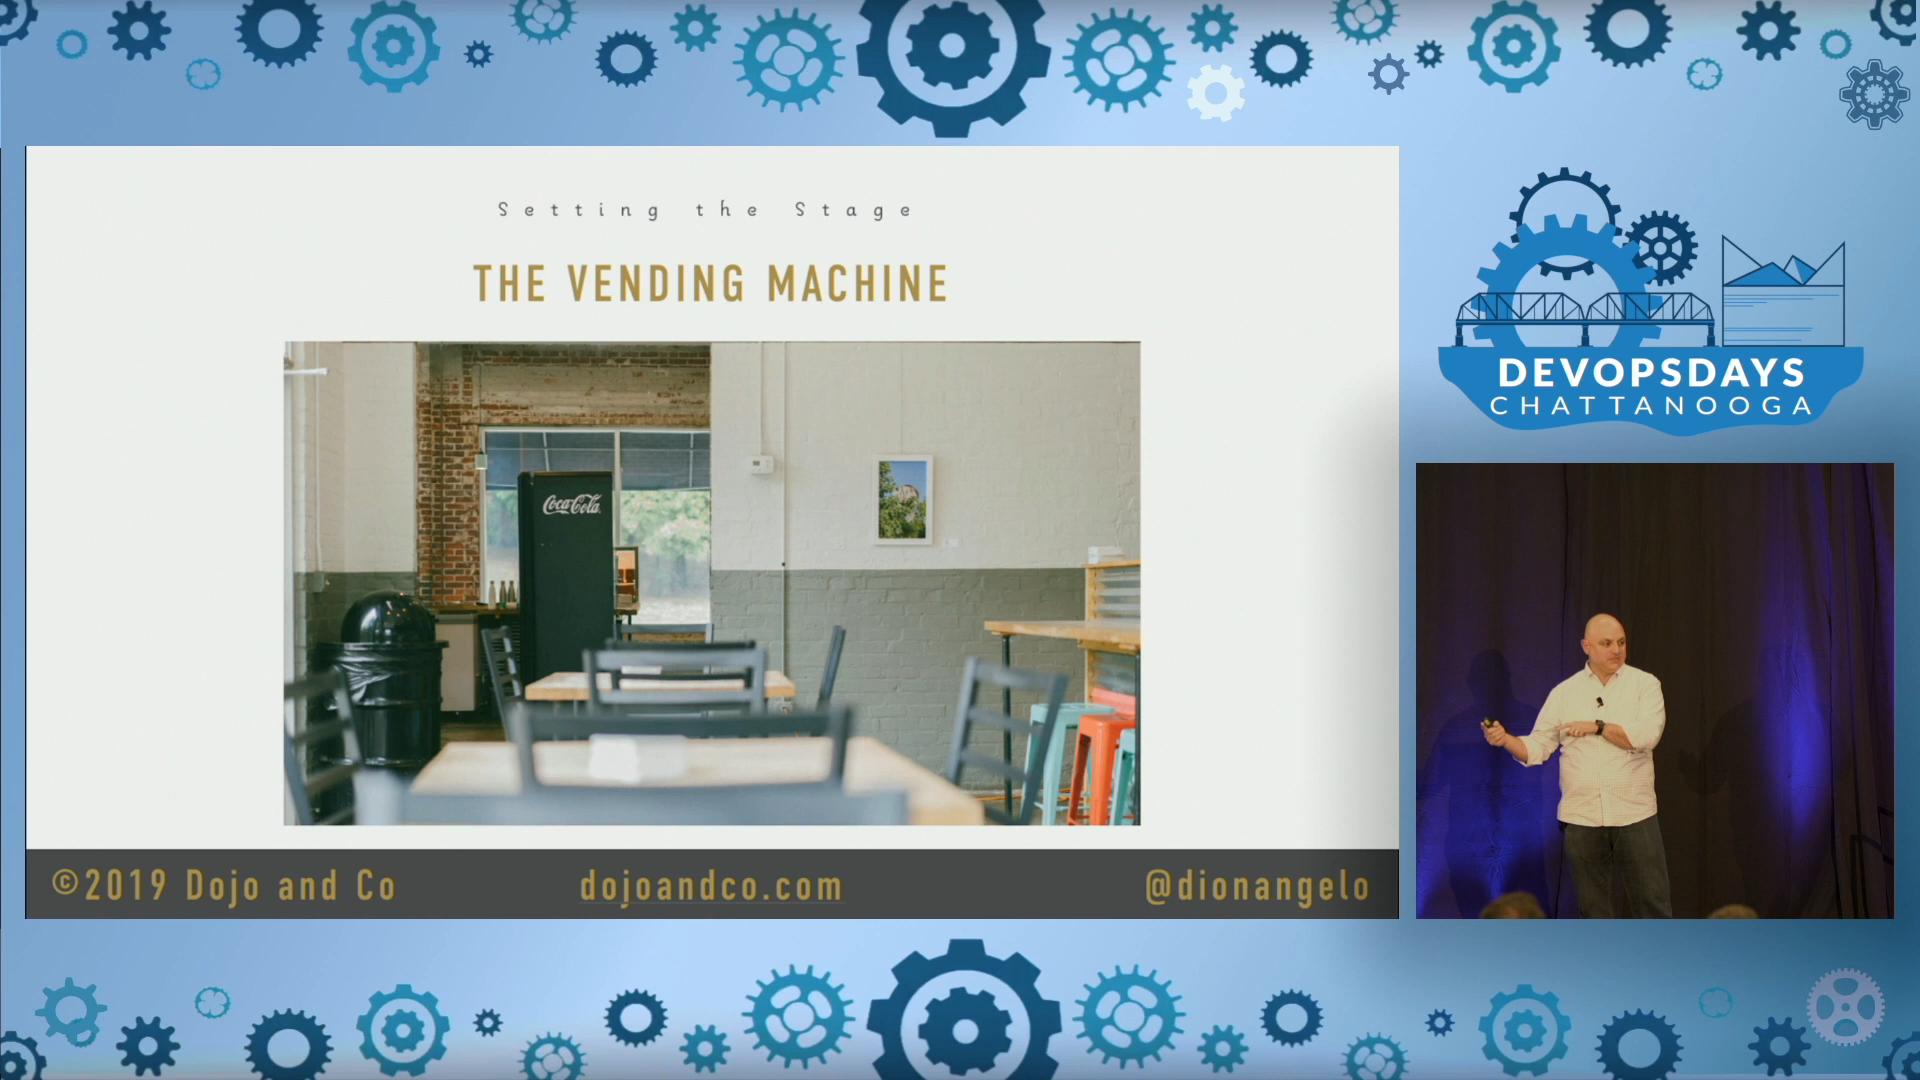 Setting the Stage
THE VENDING MACHINE
Coca-Cola
©2019 Dojo and Co
dojoandco.com
@dionangelo
DEVOPSDAYS
CHATTANOOGA